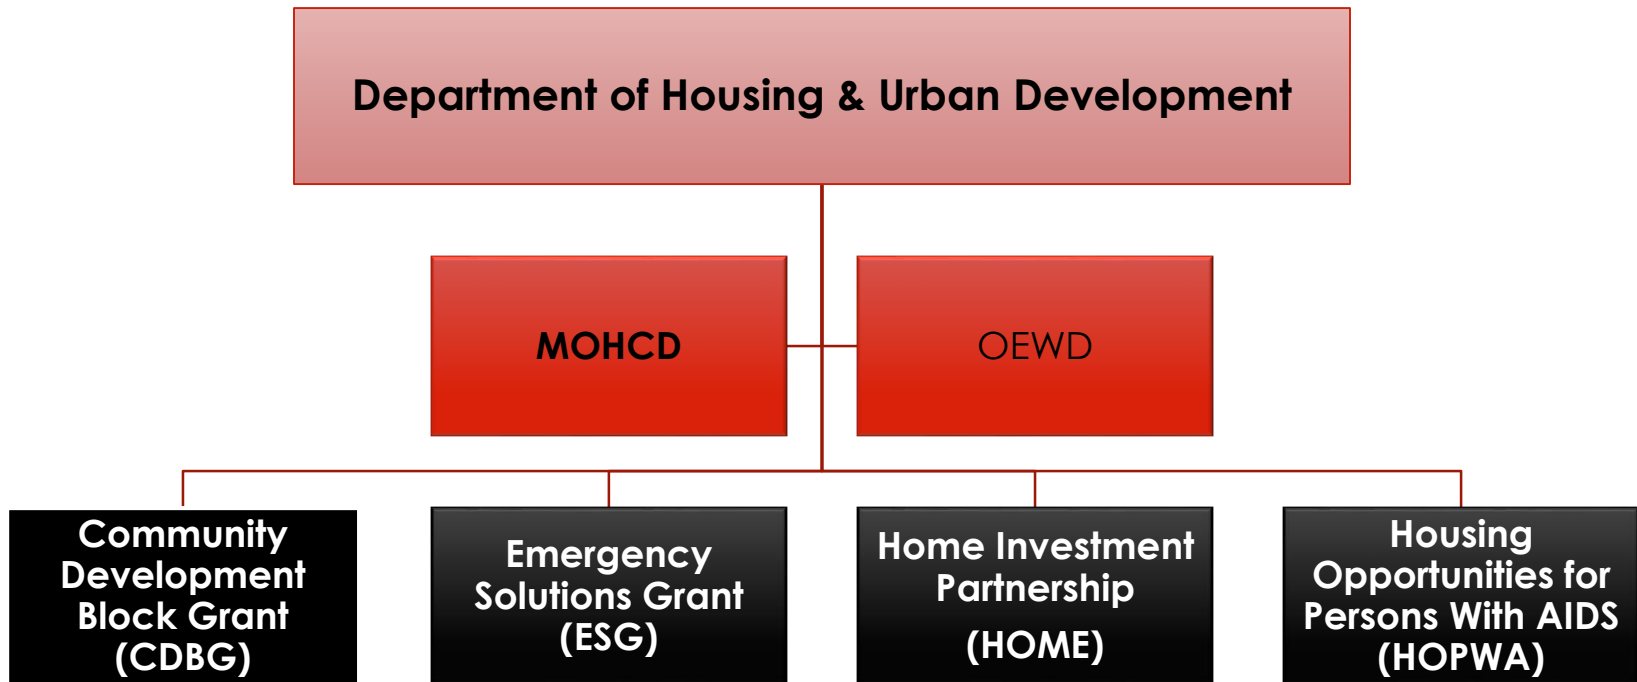 Department of Housing & Urban Development
MOHCD
OEWD
Community
Development
Block Grant
(CDBG)
Emergency
Solutions Grant
(ESG)
Home Investment
Partnership
(HOME)
Housing
Opportunities for
Persons With AIDS
(HOPWA)